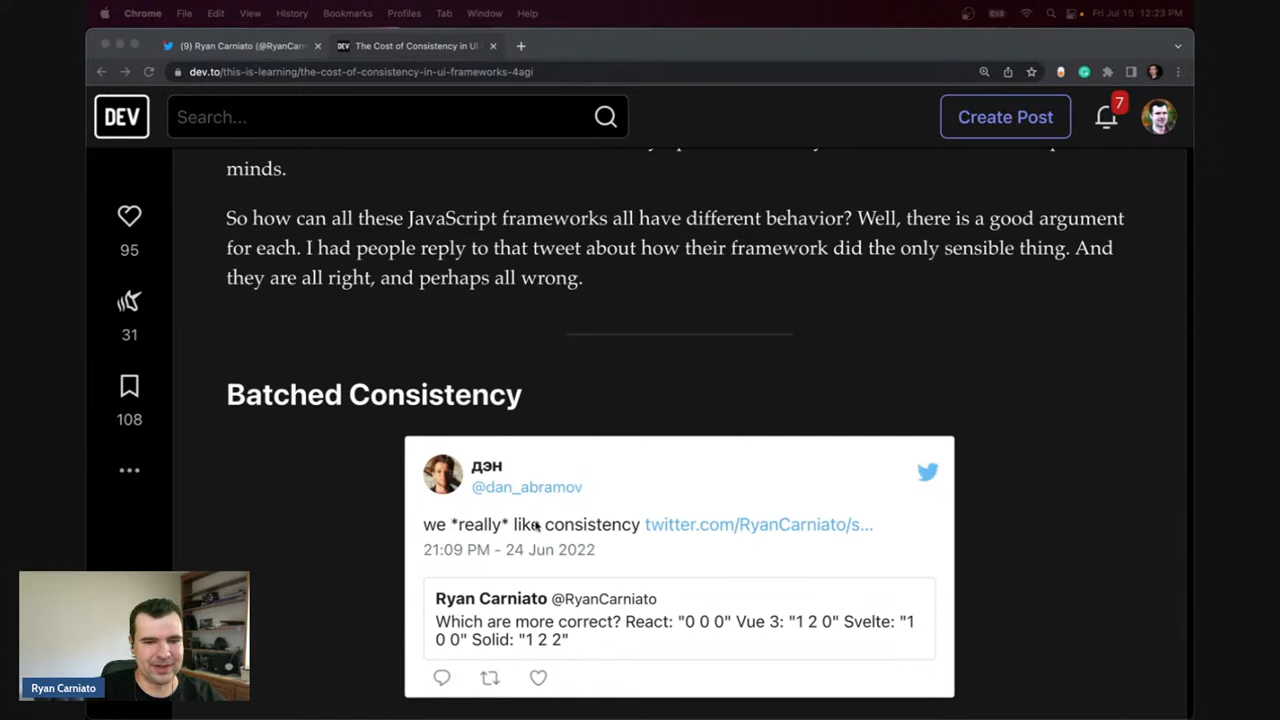 Chrome File Edit View History Bookmarks Profiles Tab Window Help Fri Jul 15 12:23 PM
(9) Ryan Carniato (@RyanCarn
The Cost of Consistency in UI
dev.to/this-is-learning/the-cost-of-consistency-in-ui-frameworks-4agi
DEV
Search...
Create Post
7
minds.
So how can all these JavaScript frameworks all have different behavior? Well, there is a good argument
for each. I had people reply to that tweet about how their framework did the only sensible thing. And
they are all right, and perhaps all wrong.
95
31
108
Batched Consistency
дэн
@dan_abramov
we *really* like consistency twitter.com/RyanCarniato/s...
21:09 PM - 24 Jun 2022
Ryan Carniato @RyanCarniato
Which are more correct? React: "0 0 0" Vue 3: "1 2 0" Svelte: "1
0 0" Solid: "1 2 2"
Ryan Carniato